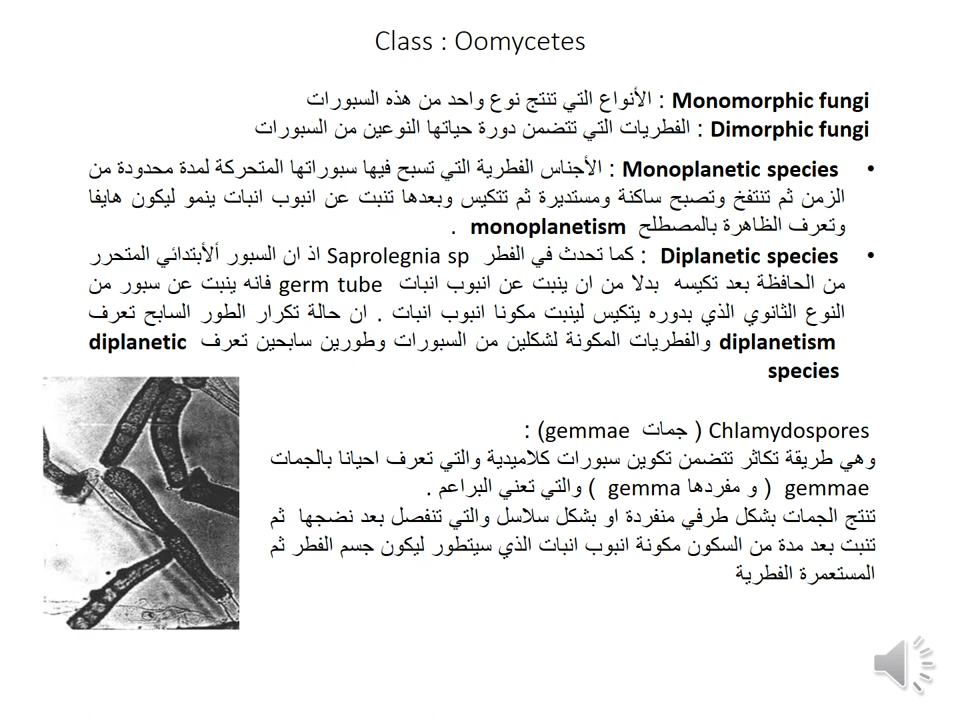 Class : Oomycetes
Monomorphic fungi : الأنواع التي تنتج نوع واحد من هذه السبورات
Dimorphic fungi : الفطريات التي تتضمن دورة حياتها النوعين من السبورات
• Monoplanetic species : الأجناس الفطرية التي تسبح فيها سبوراتها المتحركة لمدة محدودة من
الزمن ثم تنتفخ وتصبح ساكنة ومستديرة ثم تتكيس وبعدها تنبت عن انبوب انبات ينمو ليكون هايفا
وتعرف الظاهرة بالمصطلح monoplanetism .
• Diplanetic species : كما تحدث في الفطر Saprolegnia sp اذ ان السبور ألأبتدائي المتحرر
من الحافظة بعد تكيسه بدلا من ان ينبت عن انبوب انبات germ tube فانه ينبت عن سبور من
النوع الثانوي الذي بدوره يتكيس لينبت مكونا انبوب انبات . ان حالة تكرار الطور السابح تعرف
diplanetism والفطريات المكونة لشكلين من السبورات وطورين سابحين تعرف diplanetic
species
Chlamydospores ( جمات gemmae) :
وهي طريقة تكاثر تتضمن تكوين سبورات كلاميدية والتي تعرف احيانا بالجمات
gemmae ( و مفردها gemma ) والتي تعني البراعم .
تنتج الجمات بشكل طرفي منفردة او بشكل سلاسل والتي تنفصل بعد نضجها ثم
تنبت بعد مدة من السكون مكونة انبوب انبات الذي سيتطور ليكون جسم الفطر ثم
المستعمرة الفطرية